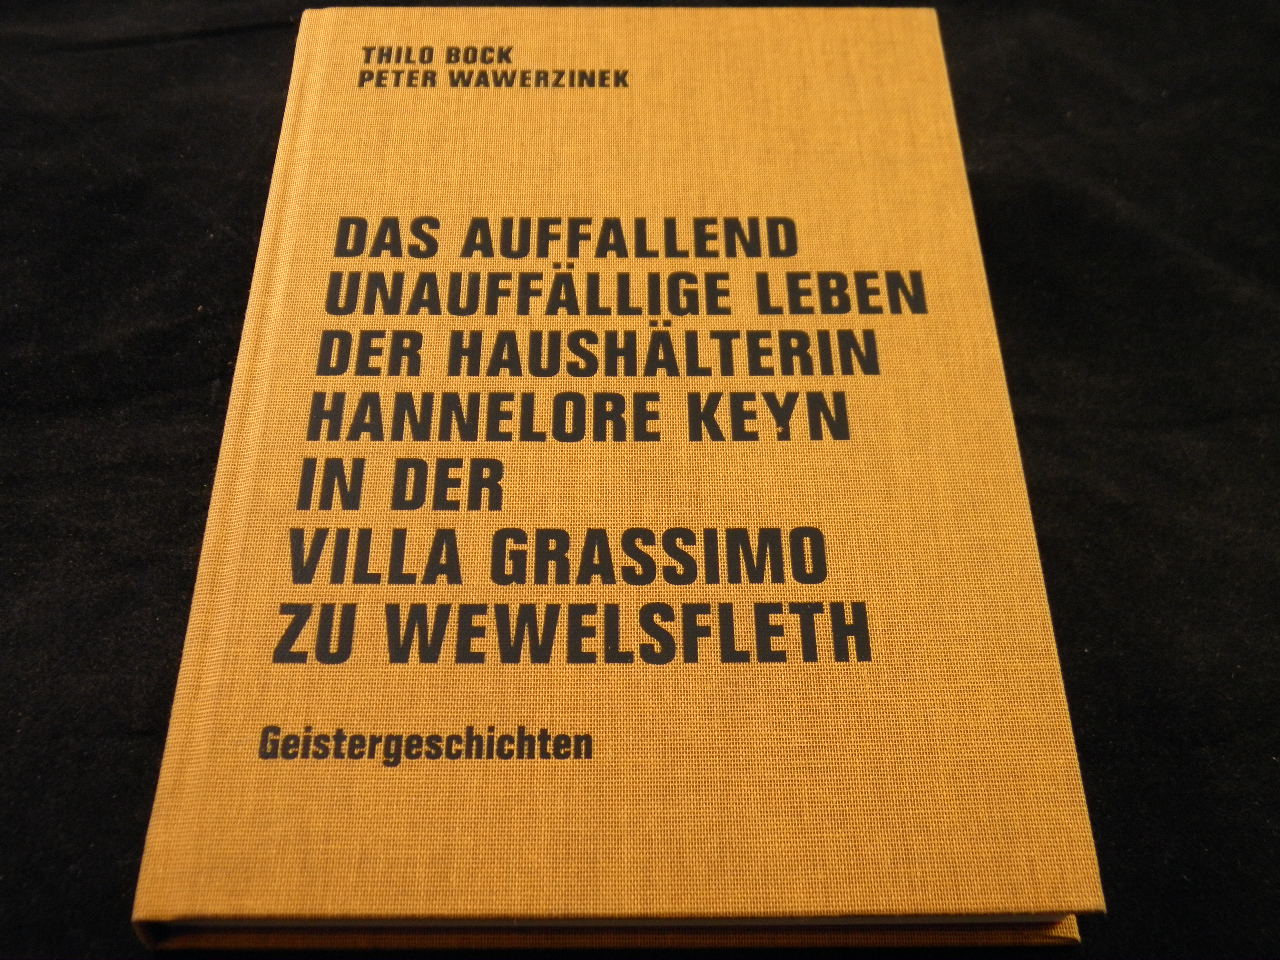 THILO BOCK
PETER WAWERZINEK
DAS AUFFALLEND
UNAUFFÄLLIGE LEBEN
DER HAUSHÄLTERIN
HANNELORE KEYN
IN DER
VILLA GRASSIMO
ZU WEWELSFLETH
Geistergeschichten